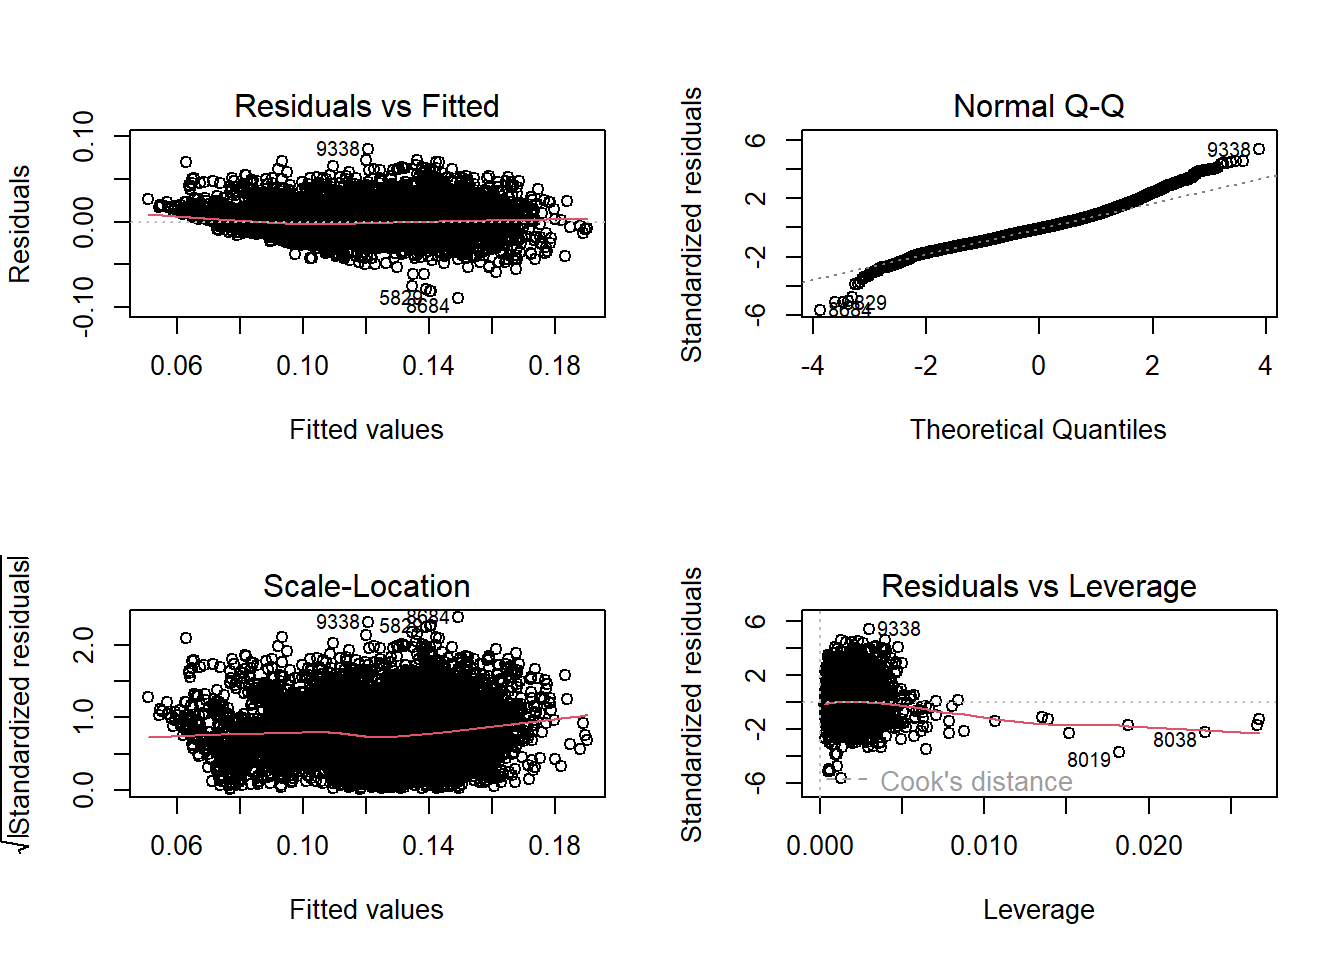 Residuals vs Fitted
Residuals
0.10
0.00
-0.10
9338
5829
8684
0.06 0.10 0.14 0.18
Fitted values
Normal Q-Q
Standardized residuals
6
2
-2
-6
9338
5829
8684
-4 -2 0 2 4
Theoretical Quantiles
Scale-Location
√|Standardized residuals|
2.0
1.0
0.0
9338
5829
8684
0.06 0.10 0.14 0.18
Fitted values
Residuals vs Leverage
Standardized residuals
6
2
-2
-6
9338
8038
8019
Cook's distance
0.000 0.010 0.020
Leverage